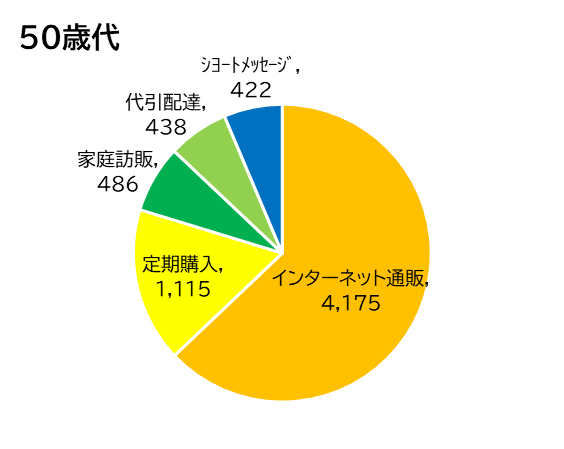 50歳代
ｼﾖｰﾄﾒｯｾｰｼﾞ,
422
代引配達,
438
家庭訪販,
486
定期購入,
1,115
インターネット通販,
4,175